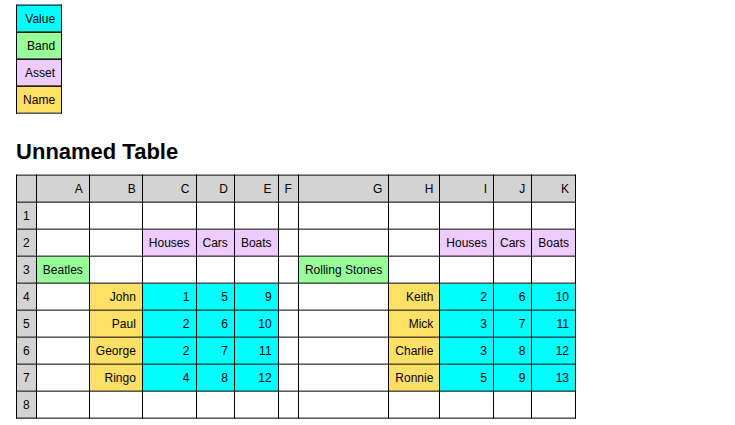 Value
Band
Asset
Name
Unnamed Table
A B C D E F G H I J K
1
2 Houses Cars Boats Houses Cars Boats
3 Beatles Rolling Stones
4 John 1 5 9 Keith 2 6 10
5 Paul 2 6 10 Mick 3 7 11
6 George 2 7 11 Charlie 3 8 12
7 Ringo 4 8 12 Ronnie 5 9 13
8